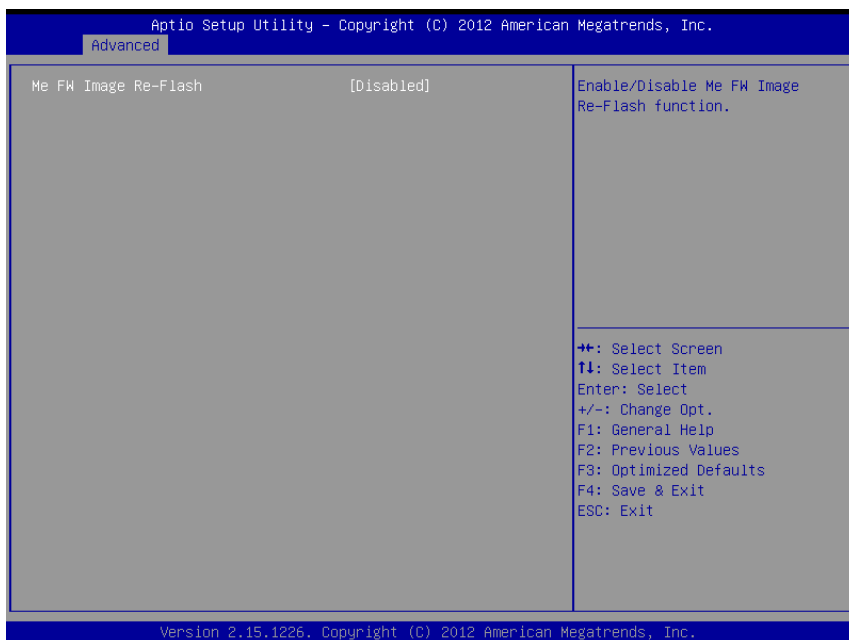 Aptio Setup Utility – Copyright (C) 2012 American Megatrends, Inc.
Advanced
Me FW Image Re-Flash [Disabled]
Enable/Disable Me FW Image
Re-Flash function.
→←: Select Screen
↑↓: Select Item
Enter: Select
+/-: Change Opt.
F1: General Help
F2: Previous Values
F3: Optimized Defaults
F4: Save & Exit
ESC: Exit
Version 2.15.1226. Copyright (C) 2012 American Megatrends, Inc.